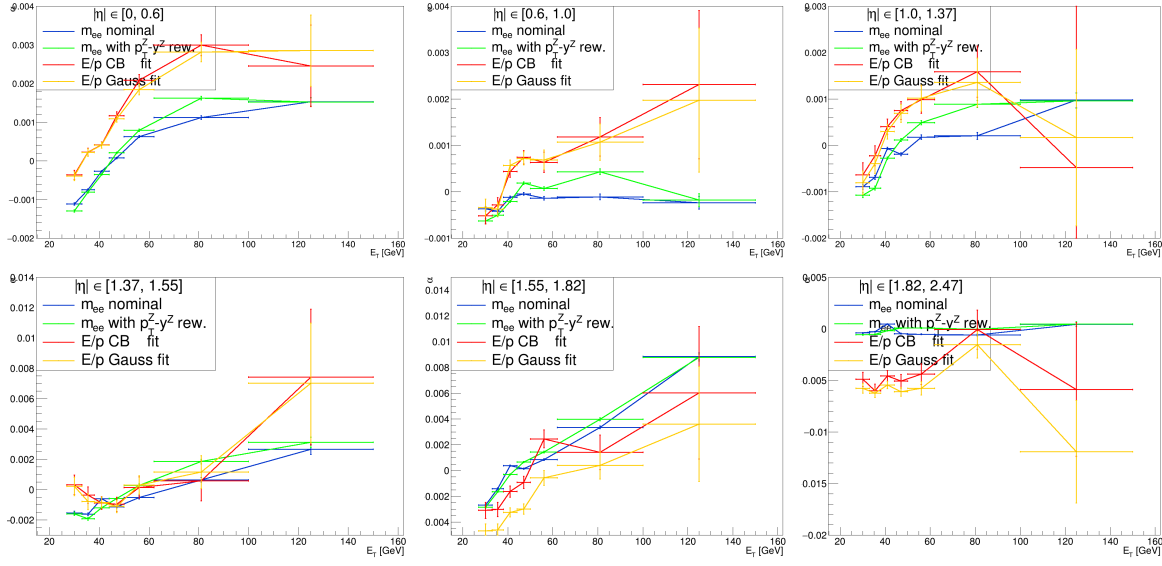 |η| ∈ [0, 0.6]
m_ee nominal
m_ee with p_T^Z-y^Z rew.
E/p CB fit
E/p Gauss fit
0.004
0.003
0.002
0.001
0
−0.001
−0.002
20 40 60 80 100 120 140 160
E_T [GeV]
|η| ∈ [0.6, 1.0]
m_ee nominal
m_ee with p_T^Z-y^Z rew.
E/p CB fit
E/p Gauss fit
0.004
0.003
0.002
0.001
0
−0.001
20 40 60 80 100 120 140 160
E_T [GeV]
|η| ∈ [1.0, 1.37]
m_ee nominal
m_ee with p_T^Z-y^Z rew.
E/p CB fit
E/p Gauss fit
0.003
0.002
0.001
0
−0.001
−0.002
20 40 60 80 100 120 140 160
E_T [GeV]
|η| ∈ [1.37, 1.55]
m_ee nominal
m_ee with p_T^Z-y^Z rew.
E/p CB fit
E/p Gauss fit
0.014
0.012
0.01
0.008
0.006
0.004
0.002
0
−0.002
20 40 60 80 100 120 140 160
E_T [GeV]
α
|η| ∈ [1.55, 1.82]
m_ee nominal
m_ee with p_T^Z-y^Z rew.
E/p CB fit
E/p Gauss fit
0.014
0.012
0.01
0.008
0.006
0.004
0.002
0
0.002
0.004
20 40 60 80 100 120 140 160
E_T [GeV]
|η| ∈ [1.82, 2.47]
m_ee nominal
m_ee with p_T^Z-y^Z rew.
E/p CB fit
E/p Gauss fit
0.005
0
−0.005
−0.01
−0.015
−0.02
20 40 60 80 100 120 140 160
E_T [GeV]